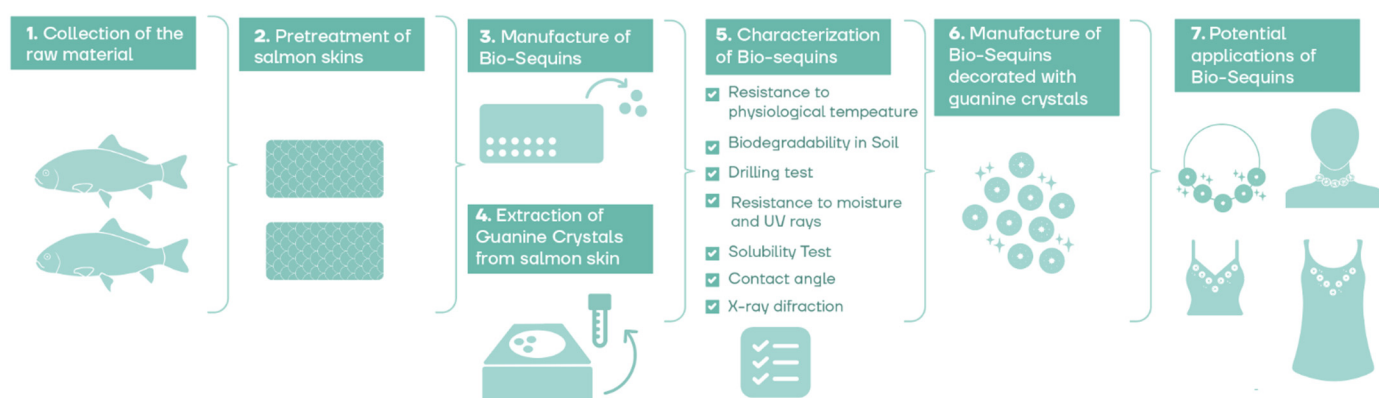 1. Collection of the
raw material
2. Pretreatment of
salmon skins
3. Manufacture of
Bio-Sequins
4. Extraction of
Guanine Crystals
from salmon skin
5. Characterization
of Bio-sequins
Resistance to
physiological tempeature
Biodegradability in Soil
Drilling test
Resistance to moisture
and UV rays
Solubility Test
Contact angle
X-ray difraction
6. Manufacture of
Bio-Sequins
decorated with
guanine crystals
7. Potential
applications of
Bio-Sequins